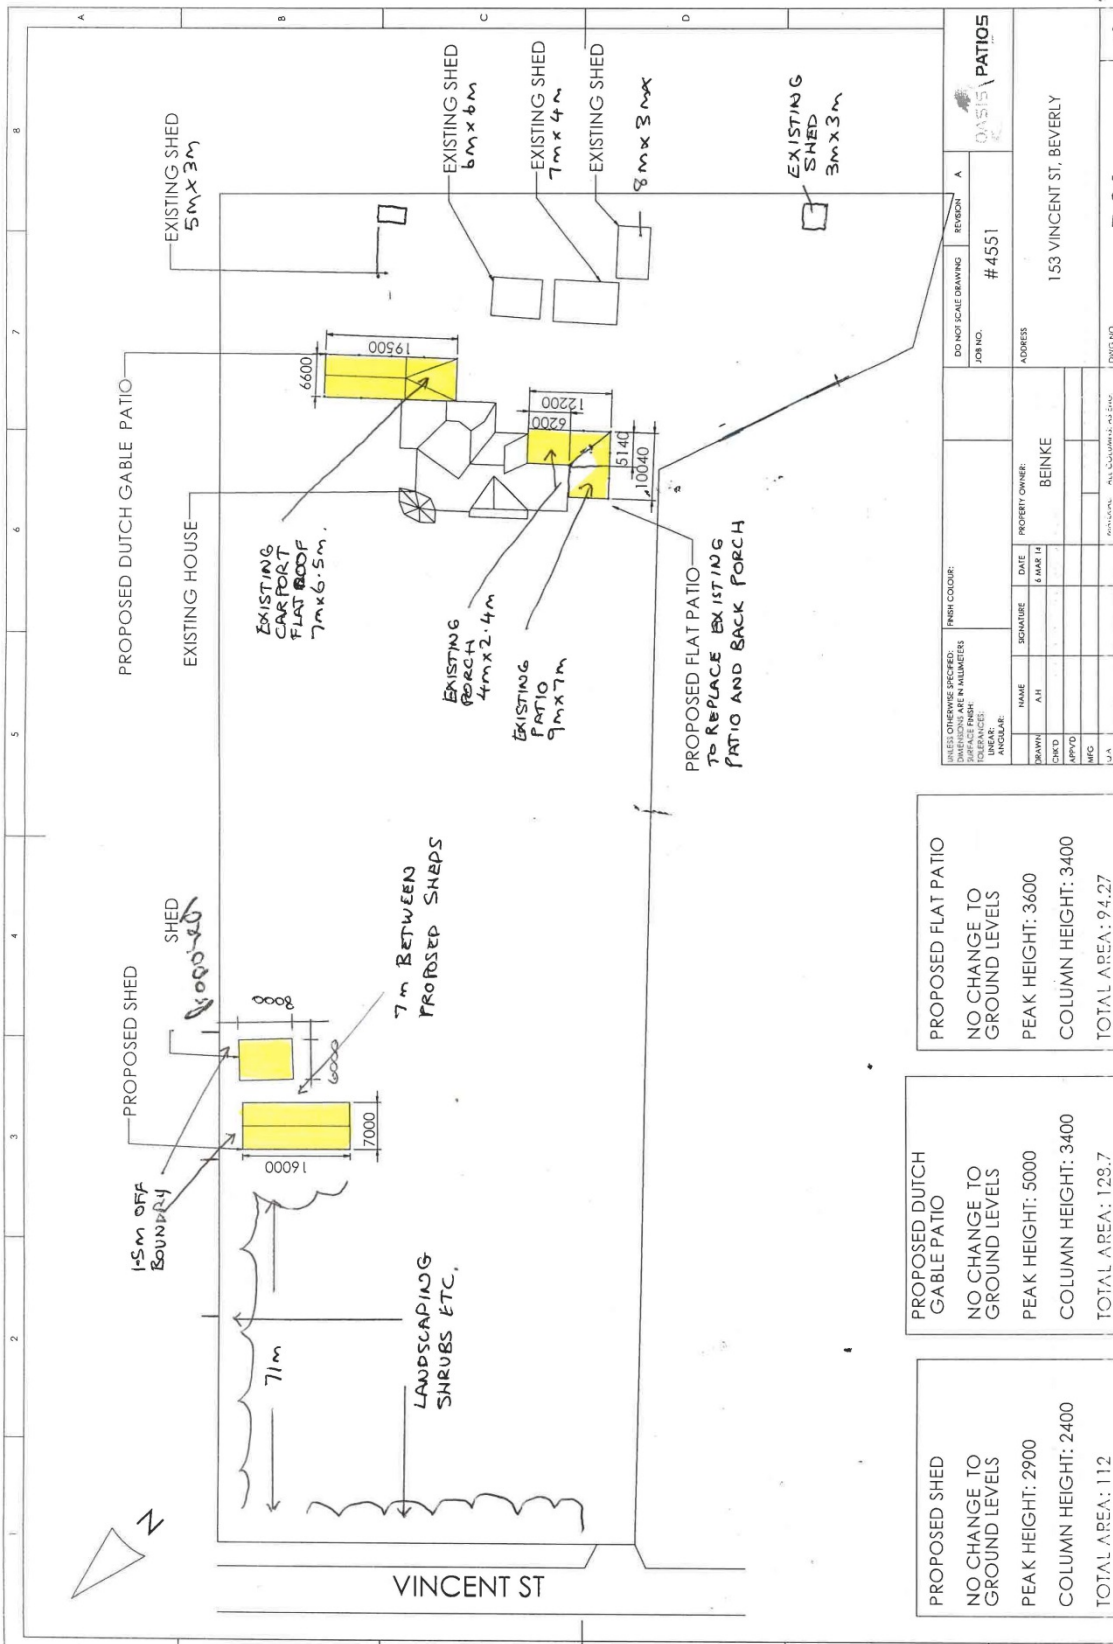 A
B
C
D
1
2
3
4
5
6
7
8
EXISTING SHED
5m x 3m
EXISTING SHED
6m x 6m
EXISTING SHED
7m x 4m
EXISTING SHED
8m x 3m
EXISTING
SHED
3m x 3m
PROPOSED DUTCH GABLE PATIO
6600
19500
EXISTING HOUSE
EXISTING
CARPORT
FLAT ROOF
7m x 6.5m.
EXISTING
PORCH
4m x 2.4m
EXISTING
PATIO
9m x 7m
12200
6200
5140
10040
PROPOSED FLAT PATIO
TO REPLACE EXISTING
PATIO AND BACK PORCH
PROPOSED SHED
SHED
8000
7m BETWEEN
PROPOSED SHEDS
16000
7000
1.5m OFF
BOUNDRY
71m
LANDSCAPING
SHRUBS ETC.
N
VINCENT ST
PROPOSED SHED
NO CHANGE TO
GROUND LEVELS
PEAK HEIGHT: 2900
COLUMN HEIGHT: 2400
TOTAL AREA: 112
PROPOSED DUTCH
GABLE PATIO
NO CHANGE TO
GROUND LEVELS
PEAK HEIGHT: 5000
COLUMN HEIGHT: 3400
TOTAL AREA: 128.7
PROPOSED FLAT PATIO
NO CHANGE TO
GROUND LEVELS
PEAK HEIGHT: 3600
COLUMN HEIGHT: 3400
TOTAL AREA: 94.27
UNLESS OTHERWISE SPECIFIED:
DIMENSIONS ARE IN MILLIMETERS
SURFACE FINISH:
TOLERANCES:
LINEAR:
ANGULAR:
FINISH COLOUR:
DO NOT SCALE DRAWING
REVISION A
JOB NO.
#4551
OASIS PATIOS
NAME SIGNATURE DATE
DRAWN A.H 6 MAR 14
CHK'D
APPV'D
MFG
Q.A
PROPERTY OWNER:
BEINKE
ADDRESS
153 VINCENT ST, BEVERLY
DWG NO.